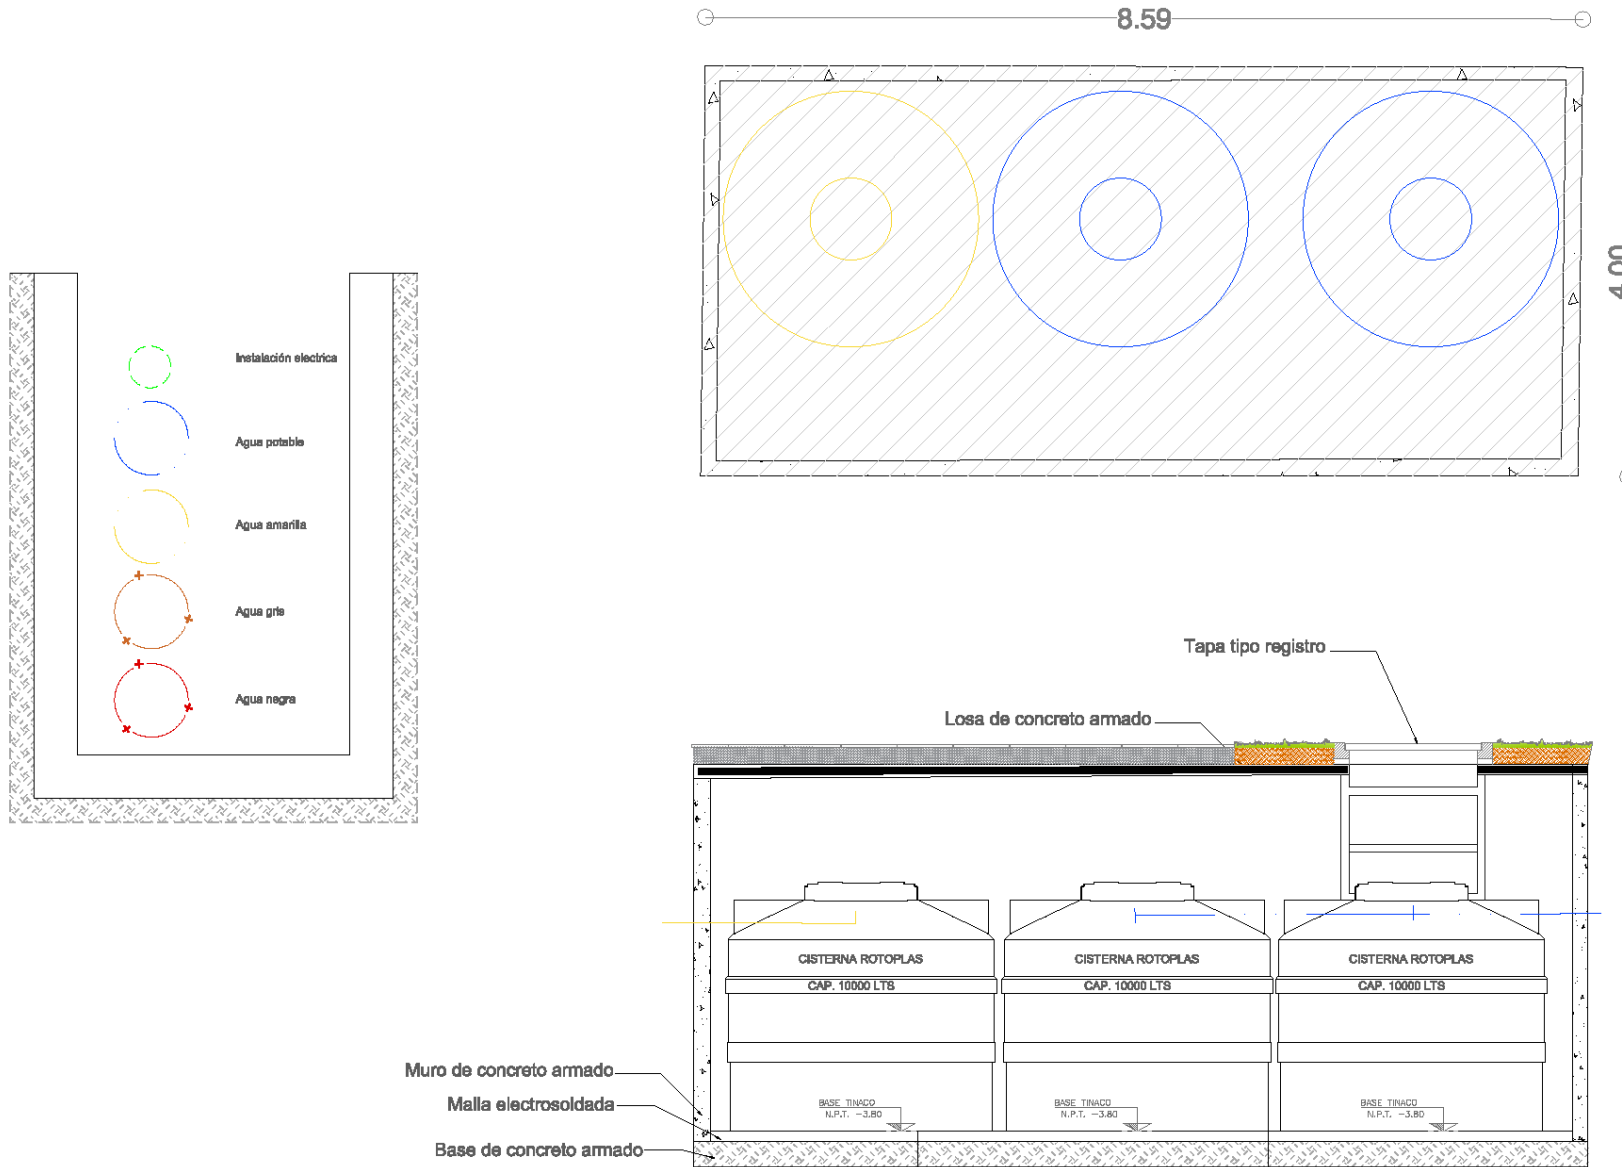 8.59
4.00
Instalación electrica
Agua potable
Agua amarilla
Agua gris
Agua negra
Tapa tipo registro
Losa de concreto armado
CISTERNA ROTOPLAS
CAP. 10000 LTS
CISTERNA ROTOPLAS
CAP. 10000 LTS
CISTERNA ROTOPLAS
CAP. 10000 LTS
Muro de concreto armado
Malla electrosoldada
Base de concreto armado
BASE TINACO
N.P.T. -3.80
BASE TINACO
N.P.T. -3.80
BASE TINACO
N.P.T. -3.80